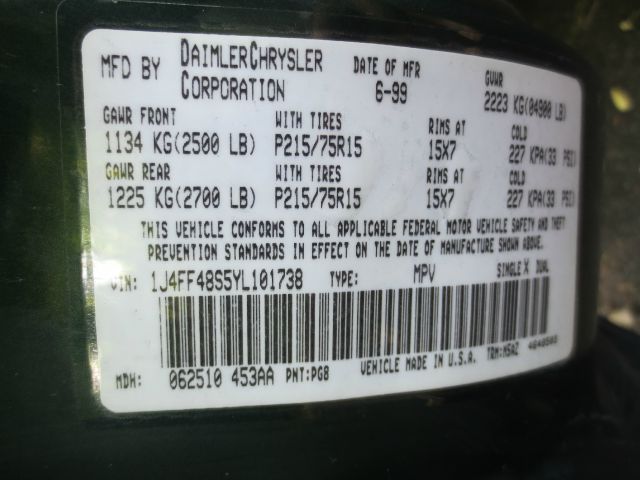 MFD BY DAIMLERCHRYSLER CORPORATION DATE OF MFR 6-99 GVWR 2223 KG(04900 LB)
GAWR FRONT WITH TIRES RIMS AT COLD
1134 KG(2500 LB) P215/75R15 15X7 227 KPA(33 PSI)
GAWR REAR WITH TIRES RIMS AT COLD
1225 KG(2700 LB) P215/75R15 15X7 227 KPA(33 PSI)
THIS VEHICLE CONFORMS TO ALL APPLICABLE FEDERAL MOTOR VEHICLE SAFETY AND THEFT
PREVENTION STANDARDS IN EFFECT ON THE DATE OF MANUFACTURE SHOWN ABOVE.
VIN: 1J4FF48S5YL101738 TYPE: MPV SINGLE X DUAL
MDH: 062510 453AA PNT:PG8 VEHICLE MADE IN U.S.A. TRM:MSAZ